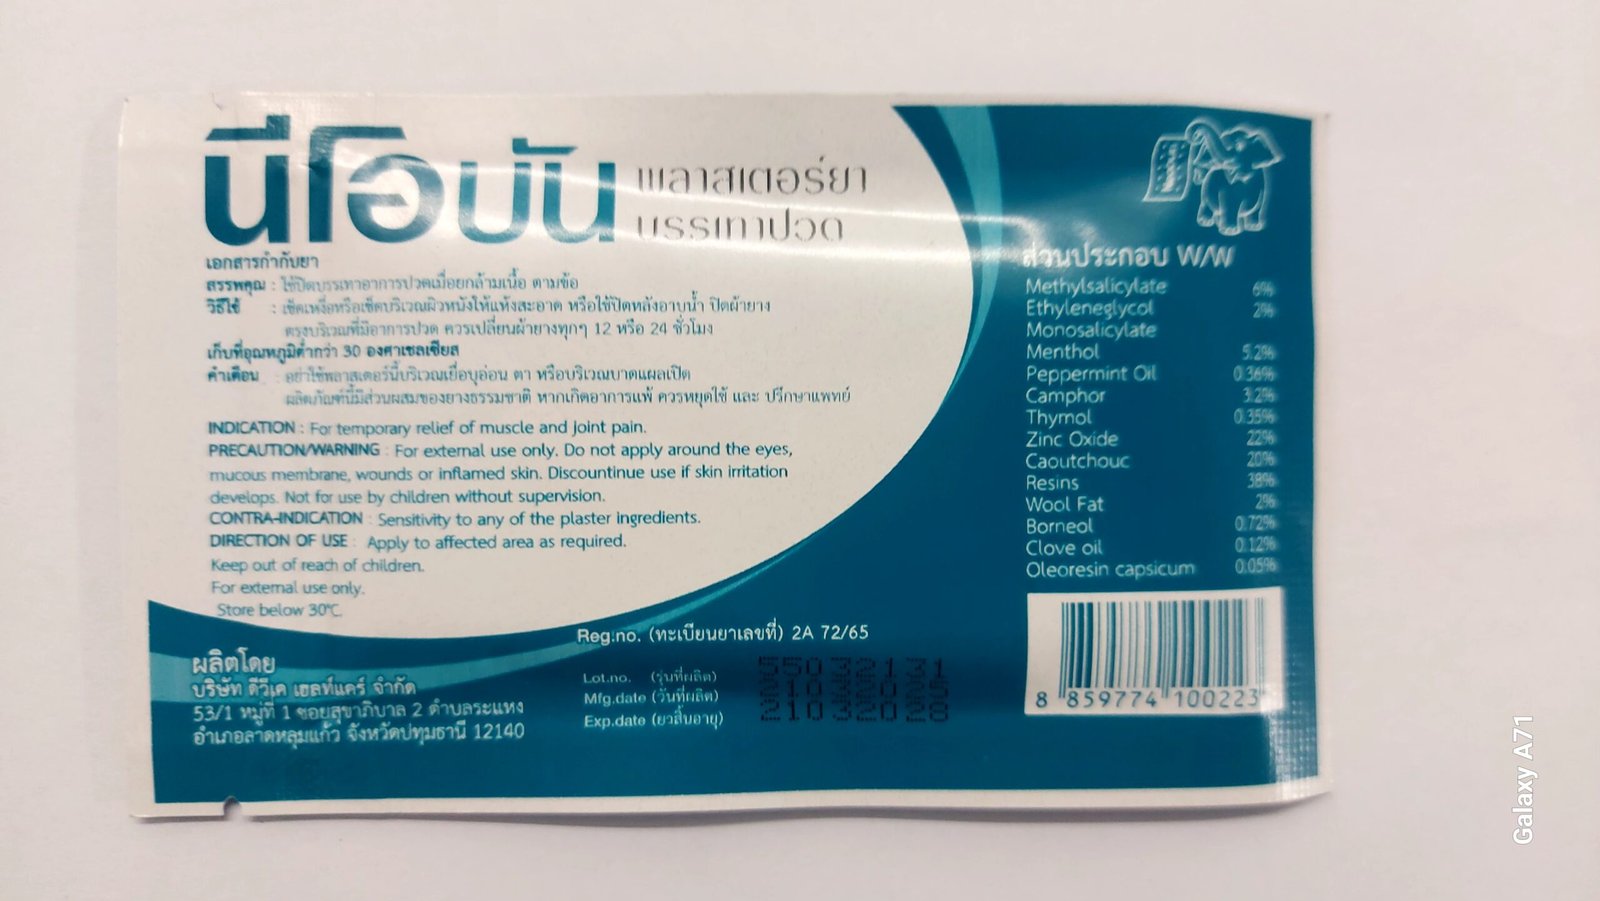 นีโอบัน พลาสเตอร์ยา
บรรเทาปวด
เอกสารกำกับยา
สรรพคุณ : ใช้ปิดบรรเทาอาการปวดเมื่อยกล้ามเนื้อ ตามข้อ
วิธีใช้ : เช็ดเหงื่อหรือเช็ดบริเวณผิวหนังให้แห้งสะอาด หรือใช้ปิดหลังอาบน้ำ ปิดผ้ายาง
ตรงบริเวณที่มีอาการปวด ควรเปลี่ยนผ้ายางทุกๆ 12 หรือ 24 ชั่วโมง
เก็บที่อุณหภูมิต่ำกว่า 30 องศาเซลเซียส
คำเตือน : อย่าใช้พลาสเตอร์นี้บริเวณเยื่อบุอ่อน ตา หรือบริเวณบาดแผลเปิด
ผลิตภัณฑ์นี้มีส่วนผสมของยางธรรมชาติ หากเกิดอาการแพ้ ควรหยุดใช้ และ ปรึกษาแพทย์
INDICATION : For temporary relief of muscle and joint pain.
PRECAUTION/WARNING : For external use only. Do not apply around the eyes,
mucous membrane, wounds or inflamed skin. Discountinue use if skin irritation
develops. Not for use by children without supervision.
CONTRA-INDICATION : Sensitivity to any of the plaster ingredients.
DIRECTION OF USE : Apply to affected area as required.
Keep out of reach of children.
For external use only.
Store below 30°C.
ผลิตโดย
บริษัท ดีวีเค เฮลท์แคร์ จำกัด
53/1 หมู่ที่ 1 ซอยสุขาภิบาล 2 ตำบลระแหง
อำเภอลาดหลุมแก้ว จังหวัดปทุมธานี 12140
Reg.no. (ทะเบียนยาเลขที่) 2A 72/65
Lot.no. (รุ่นที่ผลิต)
Mfg.date (วันที่ผลิต)
Exp.date (ยาสิ้นอายุ)
ส่วนประกอบ W/W
Methylsalicylate 6%
Ethyleneglycol 2%
Monosalicylate
Menthol 5.2%
Peppermint Oil 0.36%
Camphor 3.2%
Thymol 0.35%
Zinc Oxide 22%
Caoutchouc 20%
Resins 38%
Wool Fat 2%
Borneol 0.72%
Clove oil 0.12%
Oleoresin capsicum 0.05%
8 859774 100223
Galaxy A71